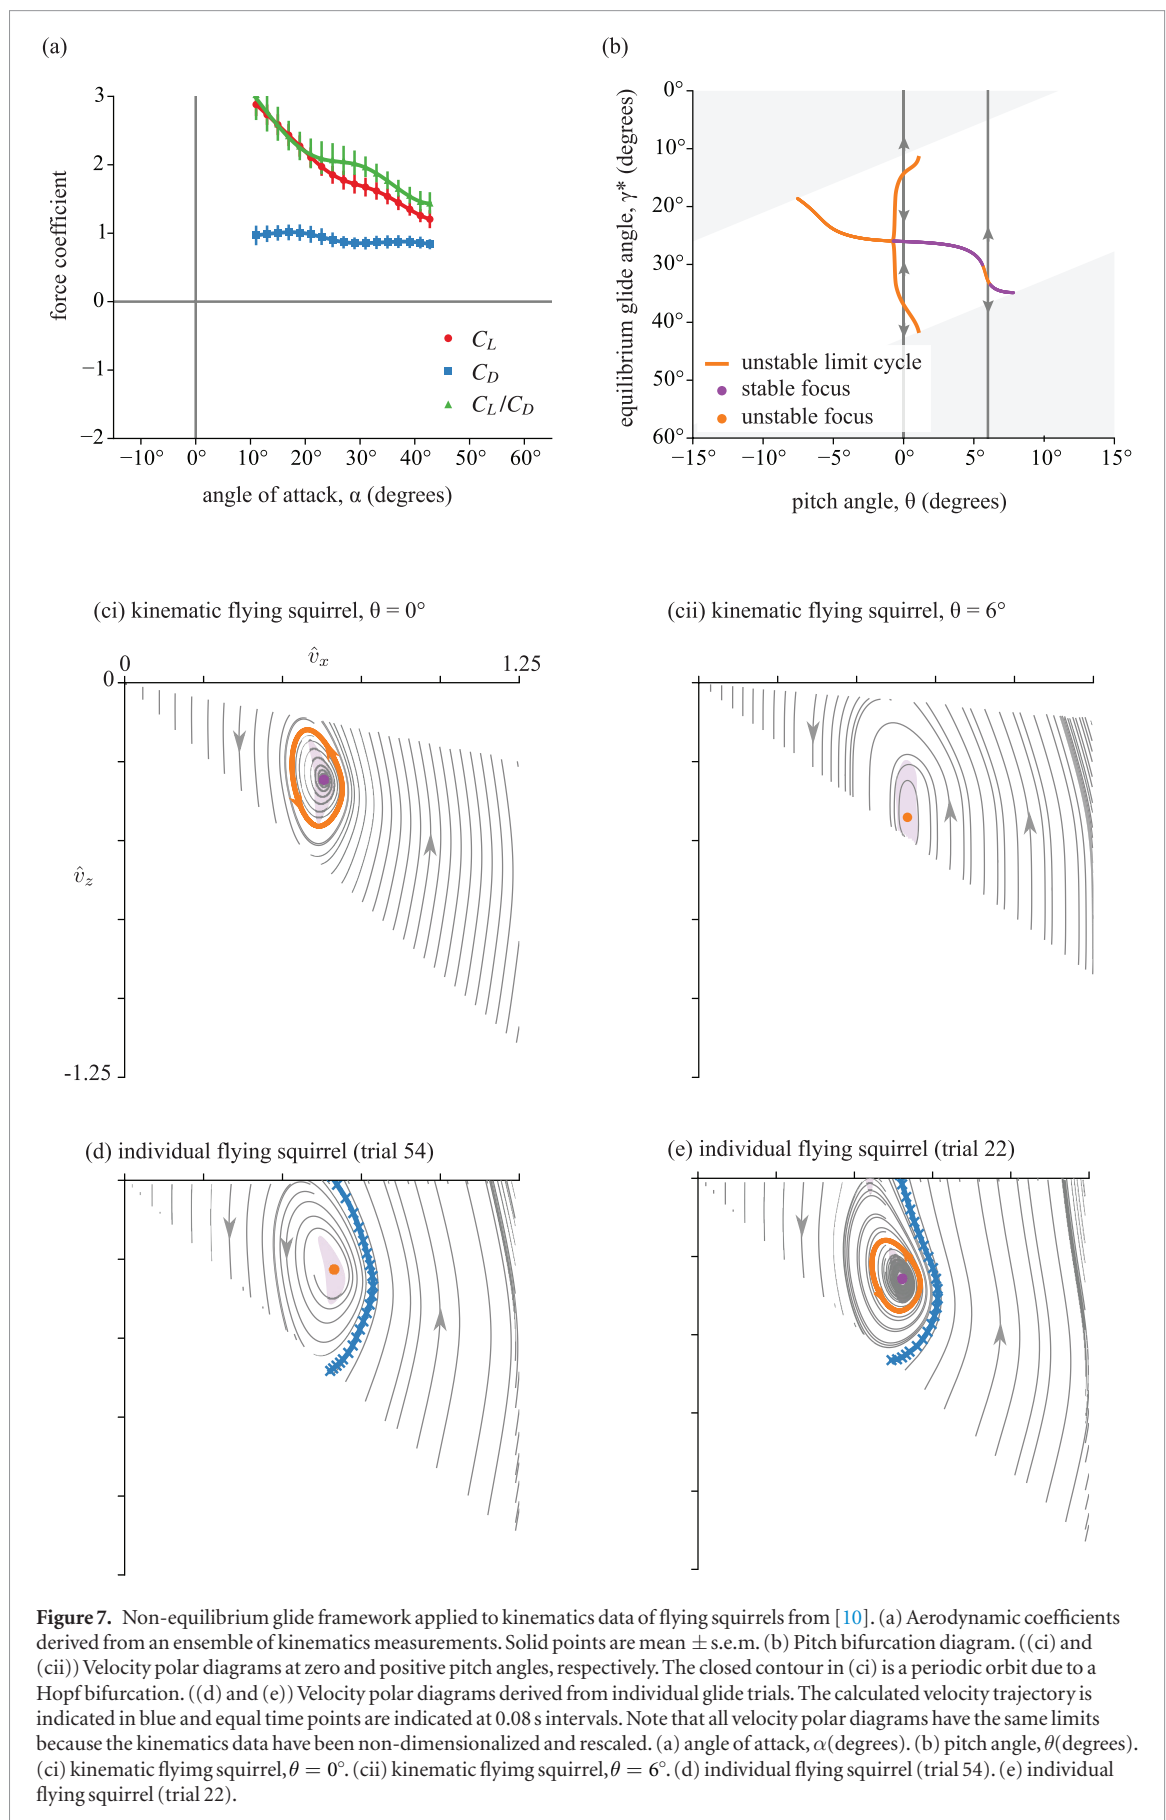 (a)
(b)
3
2
1
0
−1
−2
force coefficient
−10° 0° 10° 20° 30° 40° 50° 60°
angle of attack, α (degrees)
C_L
C_D
C_L/C_D
0°
10°
20°
30°
40°
50°
60°
equilibrium glide angle, γ* (degrees)
unstable limit cycle
stable focus
unstable focus
−15° −10° −5° 0° 5° 10° 15°
pitch angle, θ (degrees)
(ci) kinematic flying squirrel, θ = 0°
(cii) kinematic flying squirrel, θ = 6°
0 v̂_x 1.25
0
v̂_z
-1.25
(d) individual flying squirrel (trial 54)
(e) individual flying squirrel (trial 22)
Figure 7. Non-equilibrium glide framework applied to kinematics data of flying squirrels from [10]. (a) Aerodynamic coefficients
derived from an ensemble of kinematics measurements. Solid points are mean ± s.e.m. (b) Pitch bifurcation diagram. ((ci) and
(cii)) Velocity polar diagrams at zero and positive pitch angles, respectively. The closed contour in (ci) is a periodic orbit due to a
Hopf bifurcation. ((d) and (e)) Velocity polar diagrams derived from individual glide trials. The calculated velocity trajectory is
indicated in blue and equal time points are indicated at 0.08 s intervals. Note that all velocity polar diagrams have the same limits
because the kinematics data have been non-dimensionalized and rescaled. (a) angle of attack, α(degrees). (b) pitch angle, θ(degrees).
(ci) kinematic flyimg squirrel, θ = 0°. (cii) kinematic flyimg squirrel, θ = 6°. (d) individual flying squirrel (trial 54). (e) individual
flying squirrel (trial 22).